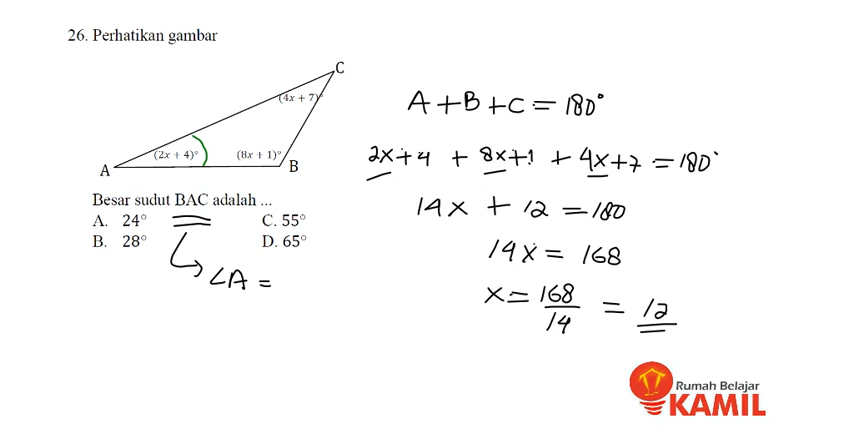 26. Perhatikan gambar
C
(4x + 7)°
(2x + 4)°
(8x + 1)°
A
B
Besar sudut BAC adalah ...
A. 24°
C. 55°
B. 28°
D. 65°
∠A =
A + B + C = 180°
2x + 4 + 8x + 1 + 4x + 7 = 180°
14x + 12 = 180
14x = 168
x = 168/14 = 12
Rumah Belajar
KAMIL